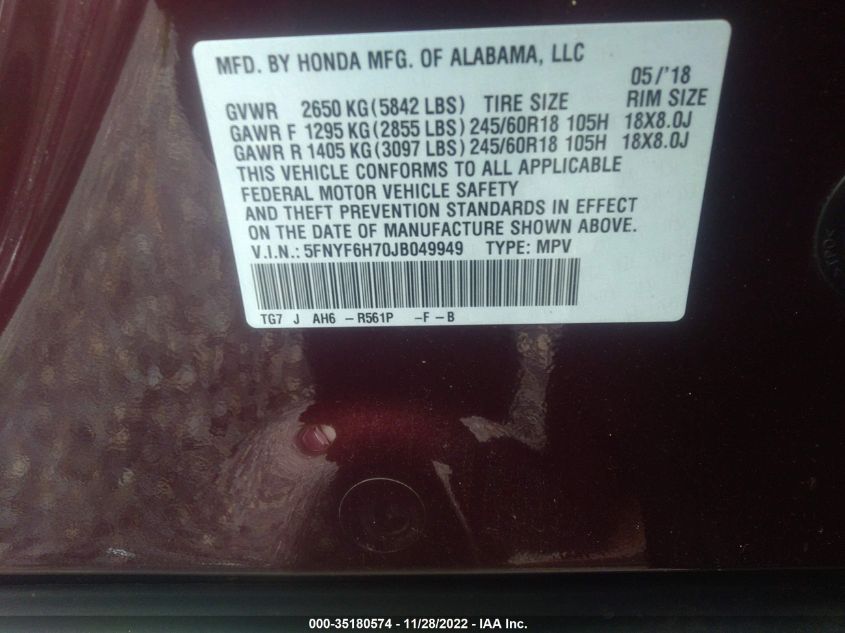 MFD. BY HONDA MFG. OF ALABAMA, LLC
05/'18
GVWR 2650 KG(5842 LBS) TIRE SIZE RIM SIZE
GAWR F 1295 KG(2855 LBS) 245/60R18 105H 18X8.0J
GAWR R 1405 KG(3097 LBS) 245/60R18 105H 18X8.0J
THIS VEHICLE CONFORMS TO ALL APPLICABLE
FEDERAL MOTOR VEHICLE SAFETY
AND THEFT PREVENTION STANDARDS IN EFFECT
ON THE DATE OF MANUFACTURE SHOWN ABOVE.
V.I.N.: 5FNYF6H70JB049949 TYPE: MPV
TG7 J AH6 -R561P -F-B
000-35180574 - 11/28/2022 - IAA Inc.